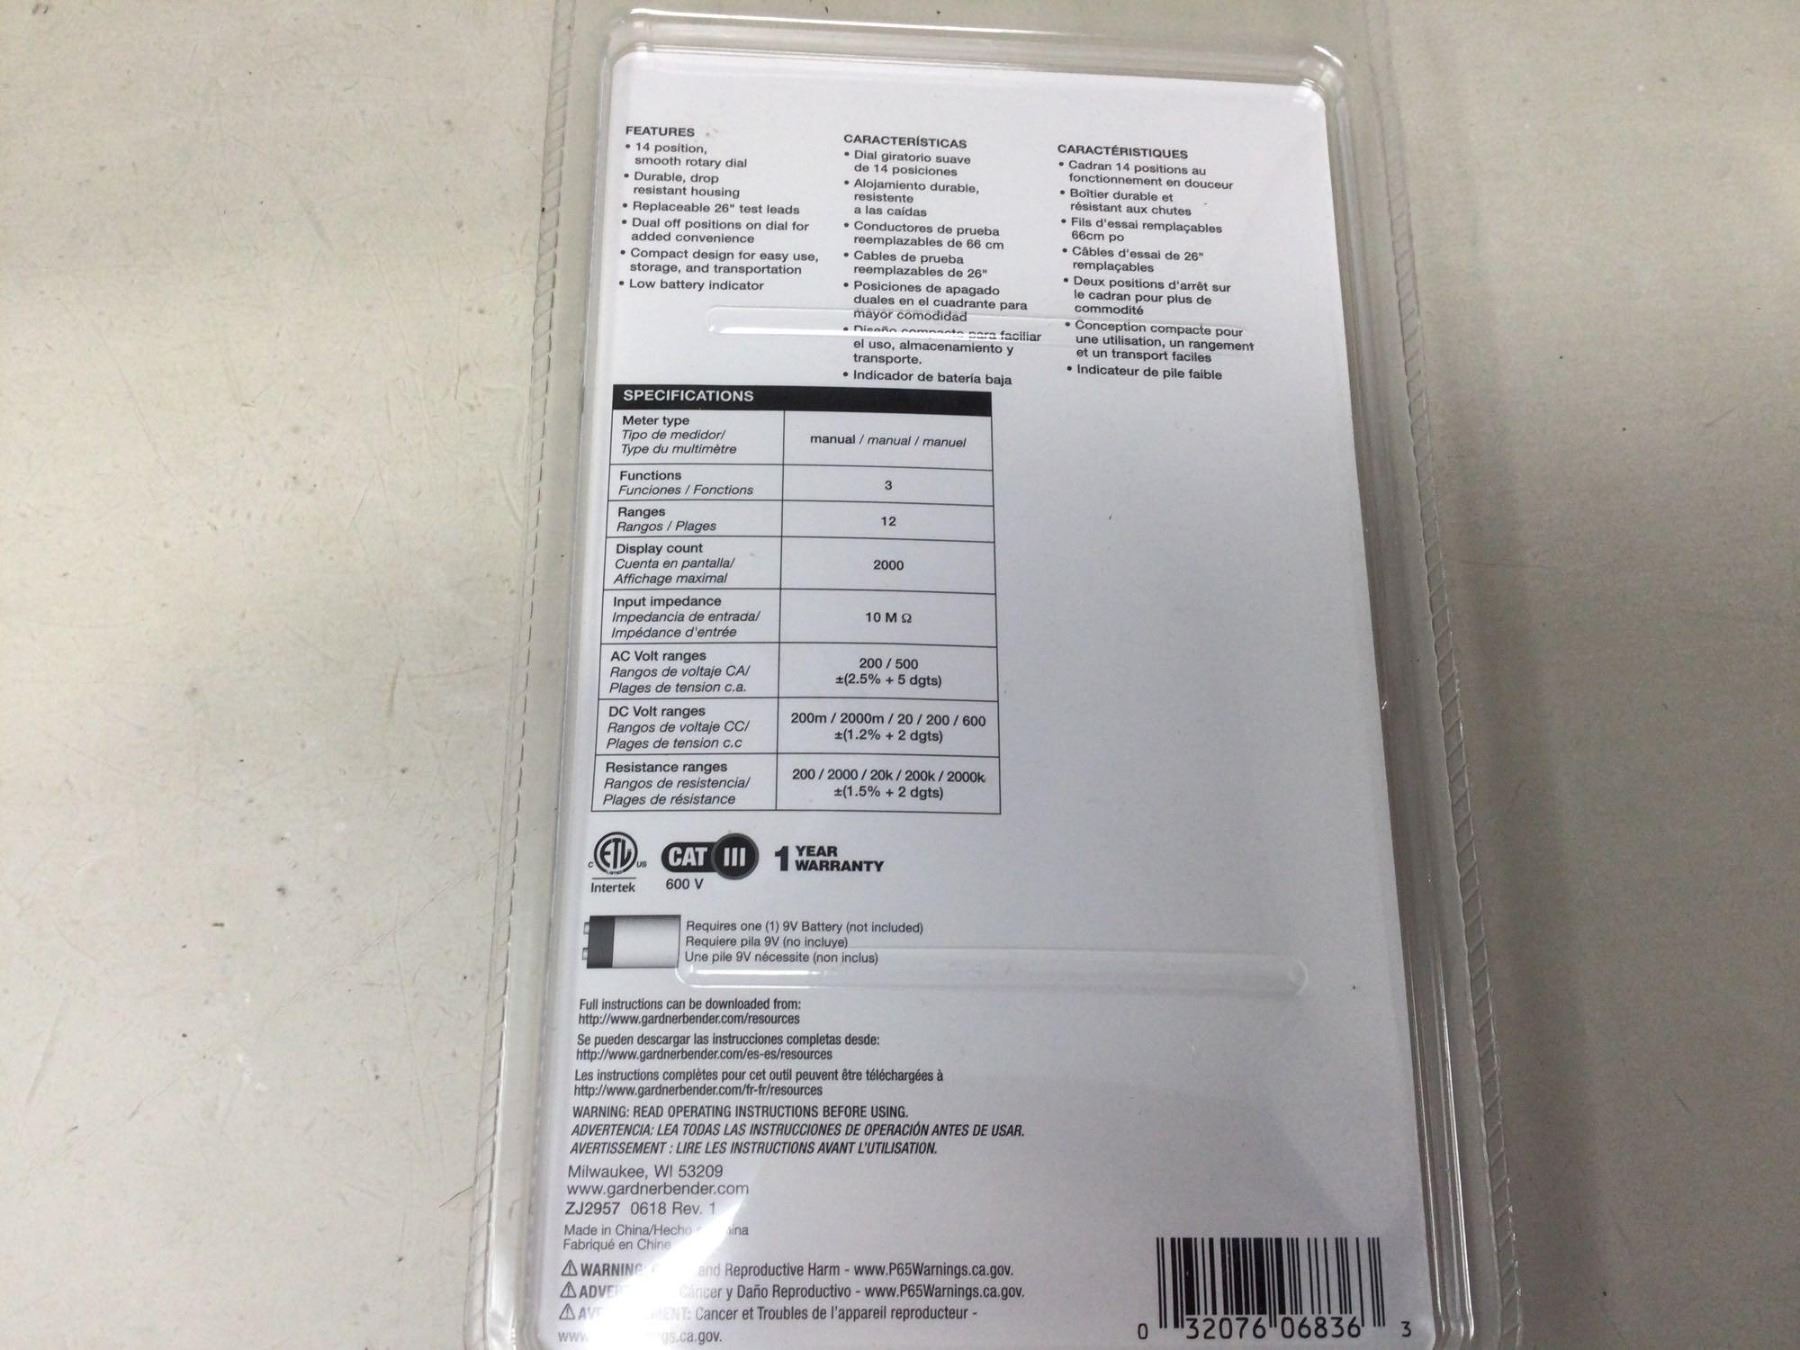 FEATURES
• 14 position,
smooth rotary dial
• Durable, drop
resistant housing
• Replaceable 26" test leads
• Dual off positions on dial for
added convenience
• Compact design for easy use,
storage, and transportation
• Low battery indicator
CARACTERÍSTICAS
• Dial giratorio suave
de 14 posiciones
• Alojamiento durable,
resistente
a las caídas
• Conductores de prueba
reemplazables de 66 cm
• Cables de prueba
reemplazables de 26"
• Posiciones de apagado
duales en el cuadrante para
mayor comodidad
• Diseño compacto para faciliar
el uso, almacenamiento y
transporte.
• Indicador de batería baja
CARACTÉRISTIQUES
• Cadran 14 positions au
fonctionnement en douceur
• Boîtier durable et
résistant aux chutes
• Fils d'essai remplaçables
66cm po
• Câbles d'essai de 26"
remplaçables
• Deux positions d'arrêt sur
le cadran pour plus de
commodité
• Conception compacte pour
une utilisation, un rangement
et un transport faciles
• Indicateur de pile faible
SPECIFICATIONS
Meter type
Tipo de medidor/
Type du multimètre
manual / manual / manuel
Functions
Funciones / Fonctions
3
Ranges
Rangos / Plages
12
Display count
Cuenta en pantalla/
Affichage maximal
2000
Input impedance
Impedancia de entrada/
Impédance d'entrée
10 M Ω
AC Volt ranges
Rangos de voltaje CA/
Plages de tension c.a.
200 / 500
±(2.5% + 5 dgts)
DC Volt ranges
Rangos de voltaje CC/
Plages de tension c.c
200m / 2000m / 20 / 200 / 600
±(1.2% + 2 dgts)
Resistance ranges
Rangos de resistencia/
Plages de résistance
200 / 2000 / 20k / 200k / 2000k
±(1.5% + 2 dgts)
C ETL US
Intertek
CAT III
600 V
1 YEAR
WARRANTY
Requires one (1) 9V Battery (not included)
Requiere pila 9V (no incluye)
Une pile 9V nécessite (non inclus)
Full instructions can be downloaded from:
http://www.gardnerbender.com/resources
Se pueden descargar las instrucciones completas desde:
http://www.gardnerbender.com/es-es/resources
Les instructions complètes pour cet outil peuvent être téléchargées à
http://www.gardnerbender.com/fr-fr/resources
WARNING: READ OPERATING INSTRUCTIONS BEFORE USING.
ADVERTENCIA: LEA TODAS LAS INSTRUCCIONES DE OPERACIÓN ANTES DE USAR.
AVERTISSEMENT : LIRE LES INSTRUCTIONS AVANT L'UTILISATION.
Milwaukee, WI 53209
www.gardnerbender.com
ZJ2957 0618 Rev. 1
Made in China/Hecho
Fabriqué en Chine
⚠ WARNING and Reproductive Harm - www.P65Warnings.ca.gov.
⚠ Cáncer y Daño Reproductivo - www.P65Warnings.ca.gov.
⚠ Cancer et Troubles de l'appareil reproducteur -
0 32076 06836 3